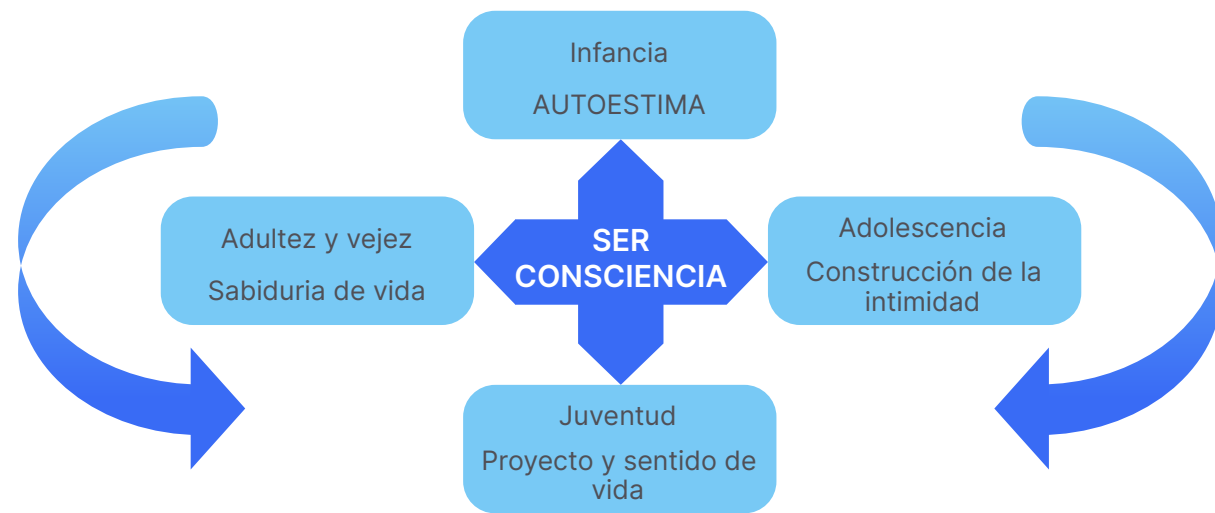 Infancia
AUTOESTIMA
Adultez y vejez
Sabiduria de vida
SER
CONSCIENCIA
Adolescencia
Construcción de la
intimidad
Juventud
Proyecto y sentido de
vida